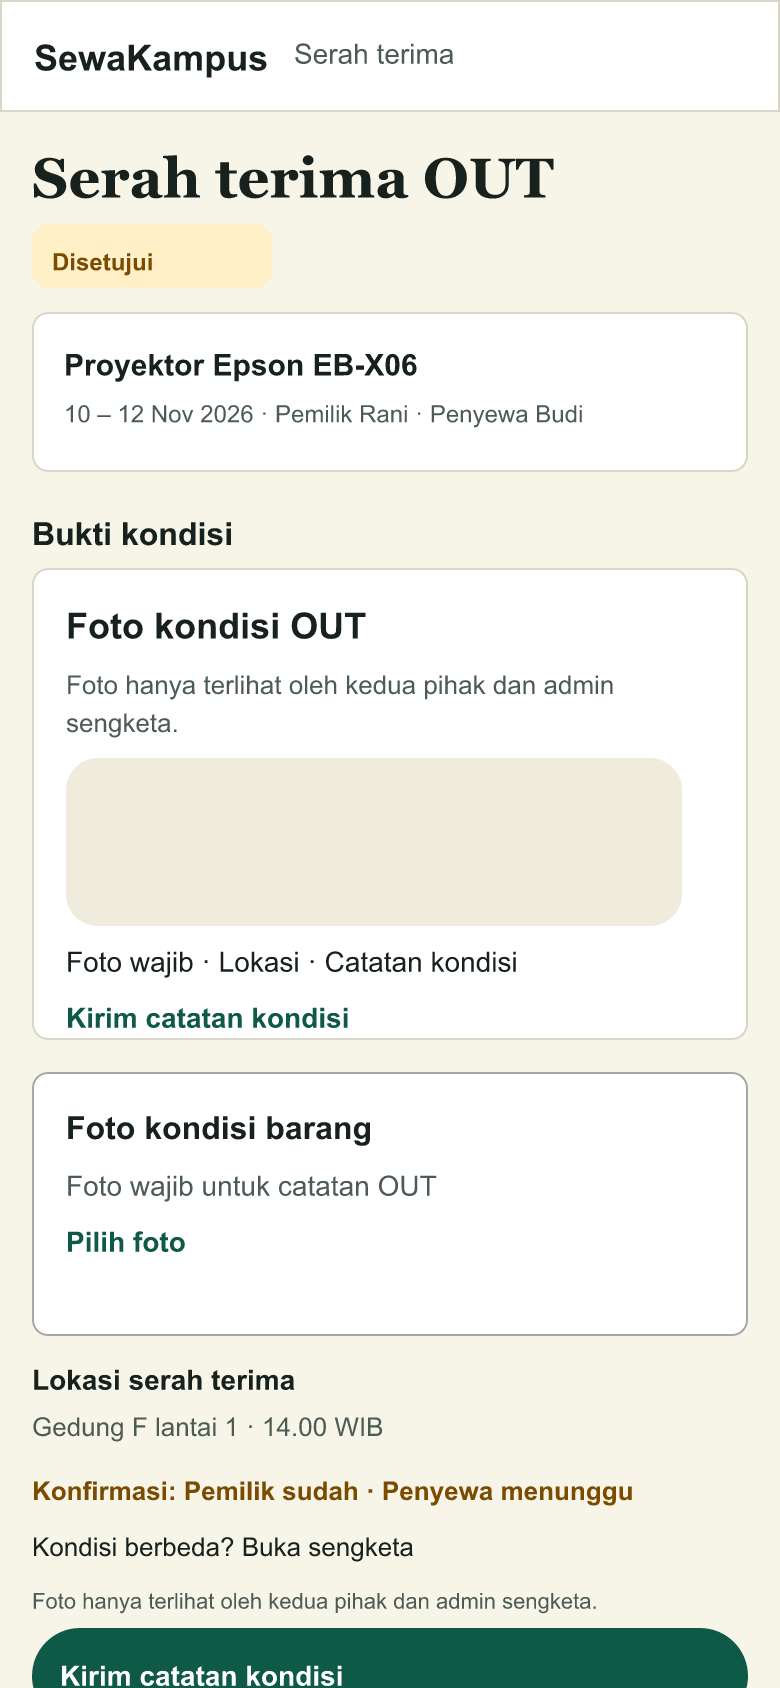 SewaKampus Serah terima
Serah terima OUT
Disetujui
Proyektor Epson EB-X06
10 – 12 Nov 2026 · Pemilik Rani · Penyewa Budi
Bukti kondisi
Foto kondisi OUT
Foto hanya terlihat oleh kedua pihak dan admin
sengketa.
Foto wajib · Lokasi · Catatan kondisi
Kirim catatan kondisi
Foto kondisi barang
Foto wajib untuk catatan OUT
Pilih foto
Lokasi serah terima
Gedung F lantai 1 · 14.00 WIB
Konfirmasi: Pemilik sudah · Penyewa menunggu
Kondisi berbeda? Buka sengketa
Foto hanya terlihat oleh kedua pihak dan admin sengketa.
Kirim catatan kondisi